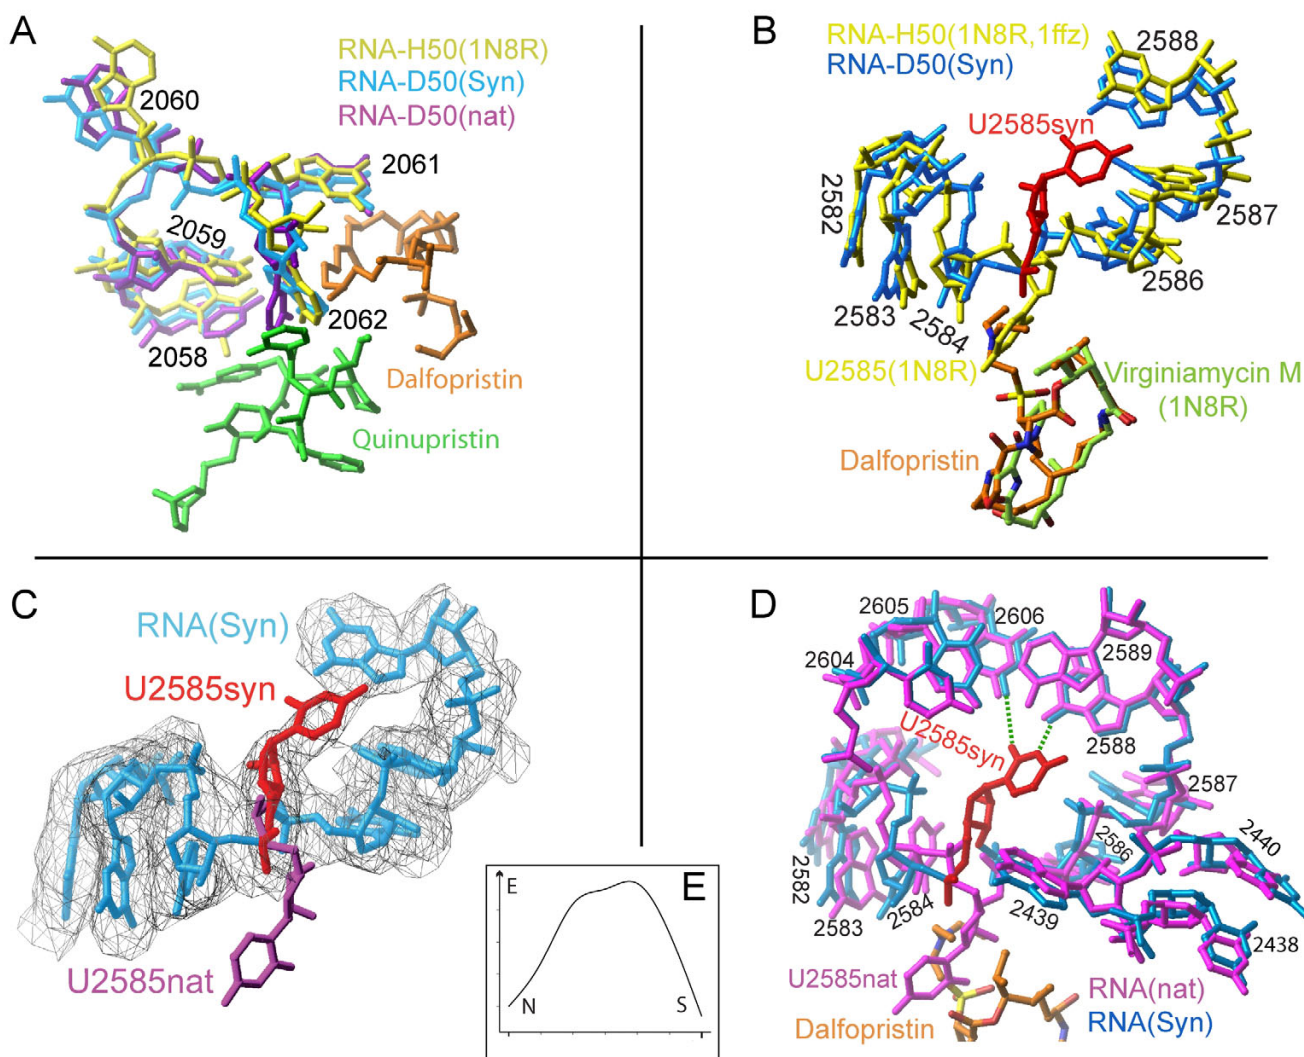 A
RNA-H50(1N8R)
RNA-D50(Syn)
RNA-D50(nat)
2060
2061
2059
2062
2058
Dalfopristin
Quinupristin
B
RNA-H50(1N8R,1ffz)
RNA-D50(Syn)
2588
U2585syn
2582
2587
2586
2583
2584
U2585(1N8R)
Virginiamycin M
(1N8R)
Dalfopristin
C
RNA(Syn)
U2585syn
U2585nat
D
2605
2606
2604
2589
U2585syn
2588
2587
2586
2440
2582
2583
2584
2439
2438
U2585nat
RNA(nat)
Dalfopristin
RNA(Syn)
E
E
N
S